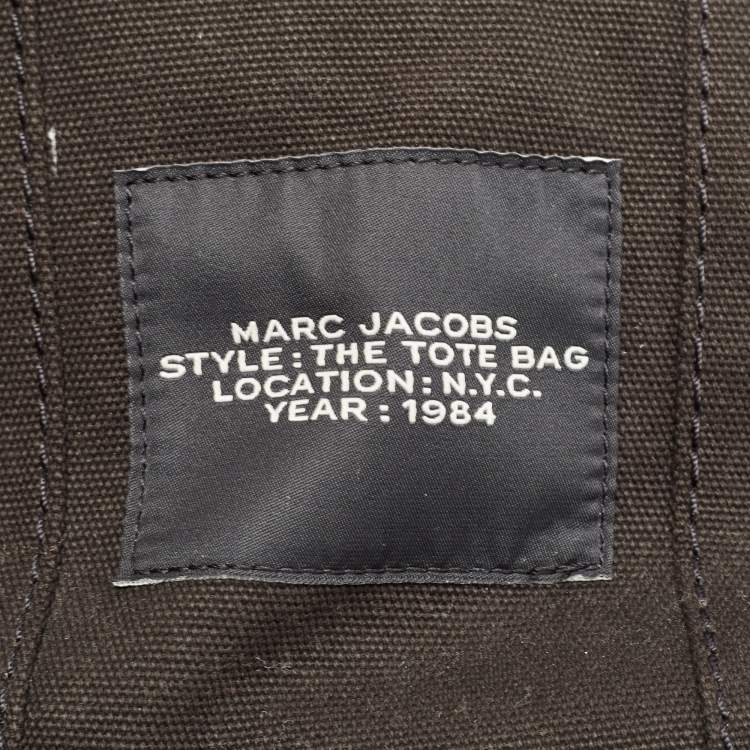 MARC JACOBS
STYLE : THE TOTE BAG
LOCATION : N.Y.C.
YEAR : 1984